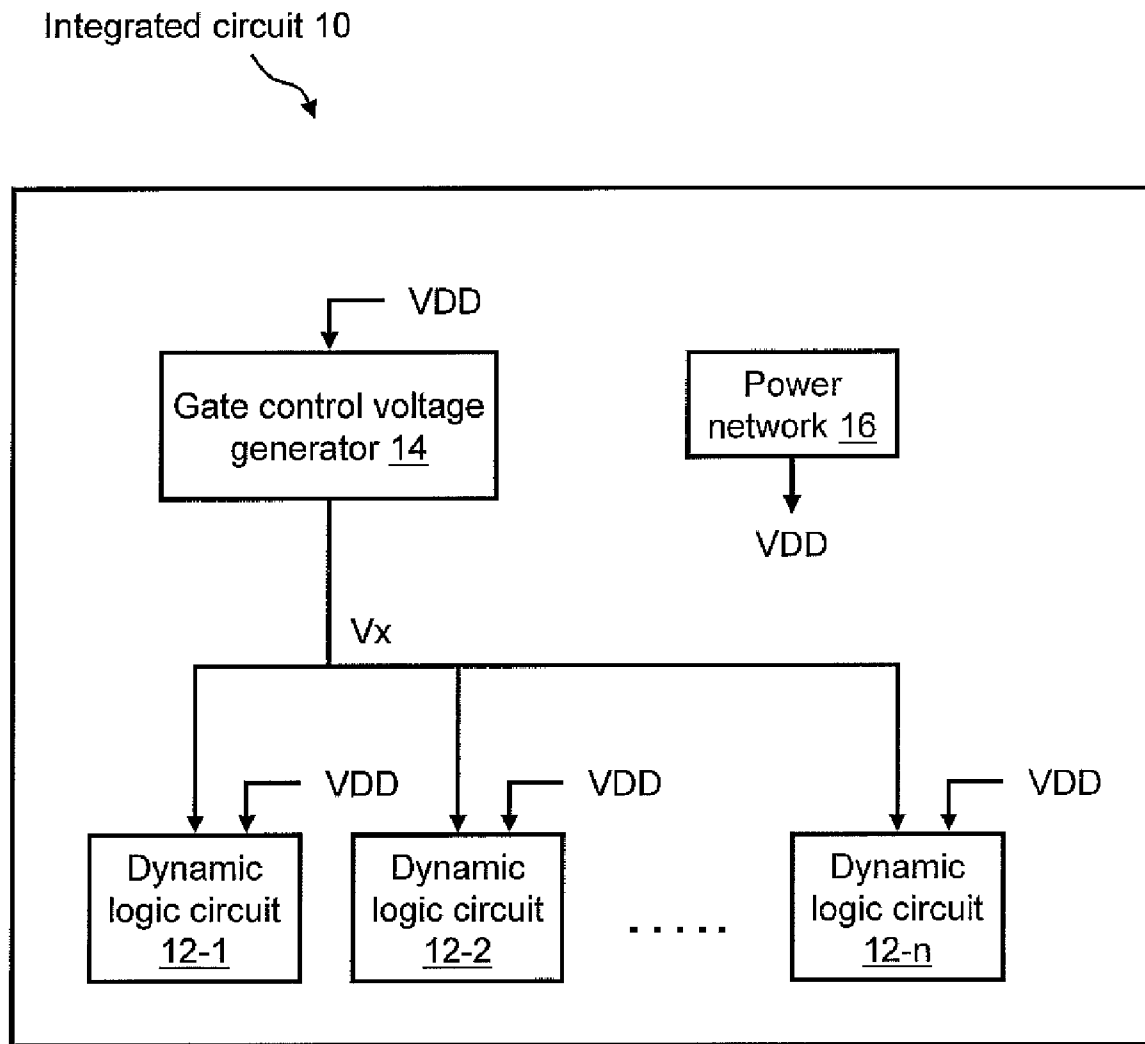 Integrated circuit 10
VDD
Gate control voltage
generator 14
Power
network 16
VDD
Vx
VDD
VDD
VDD
Dynamic
logic circuit
12-1
Dynamic
logic circuit
12-2
.....
Dynamic
logic circuit
12-n